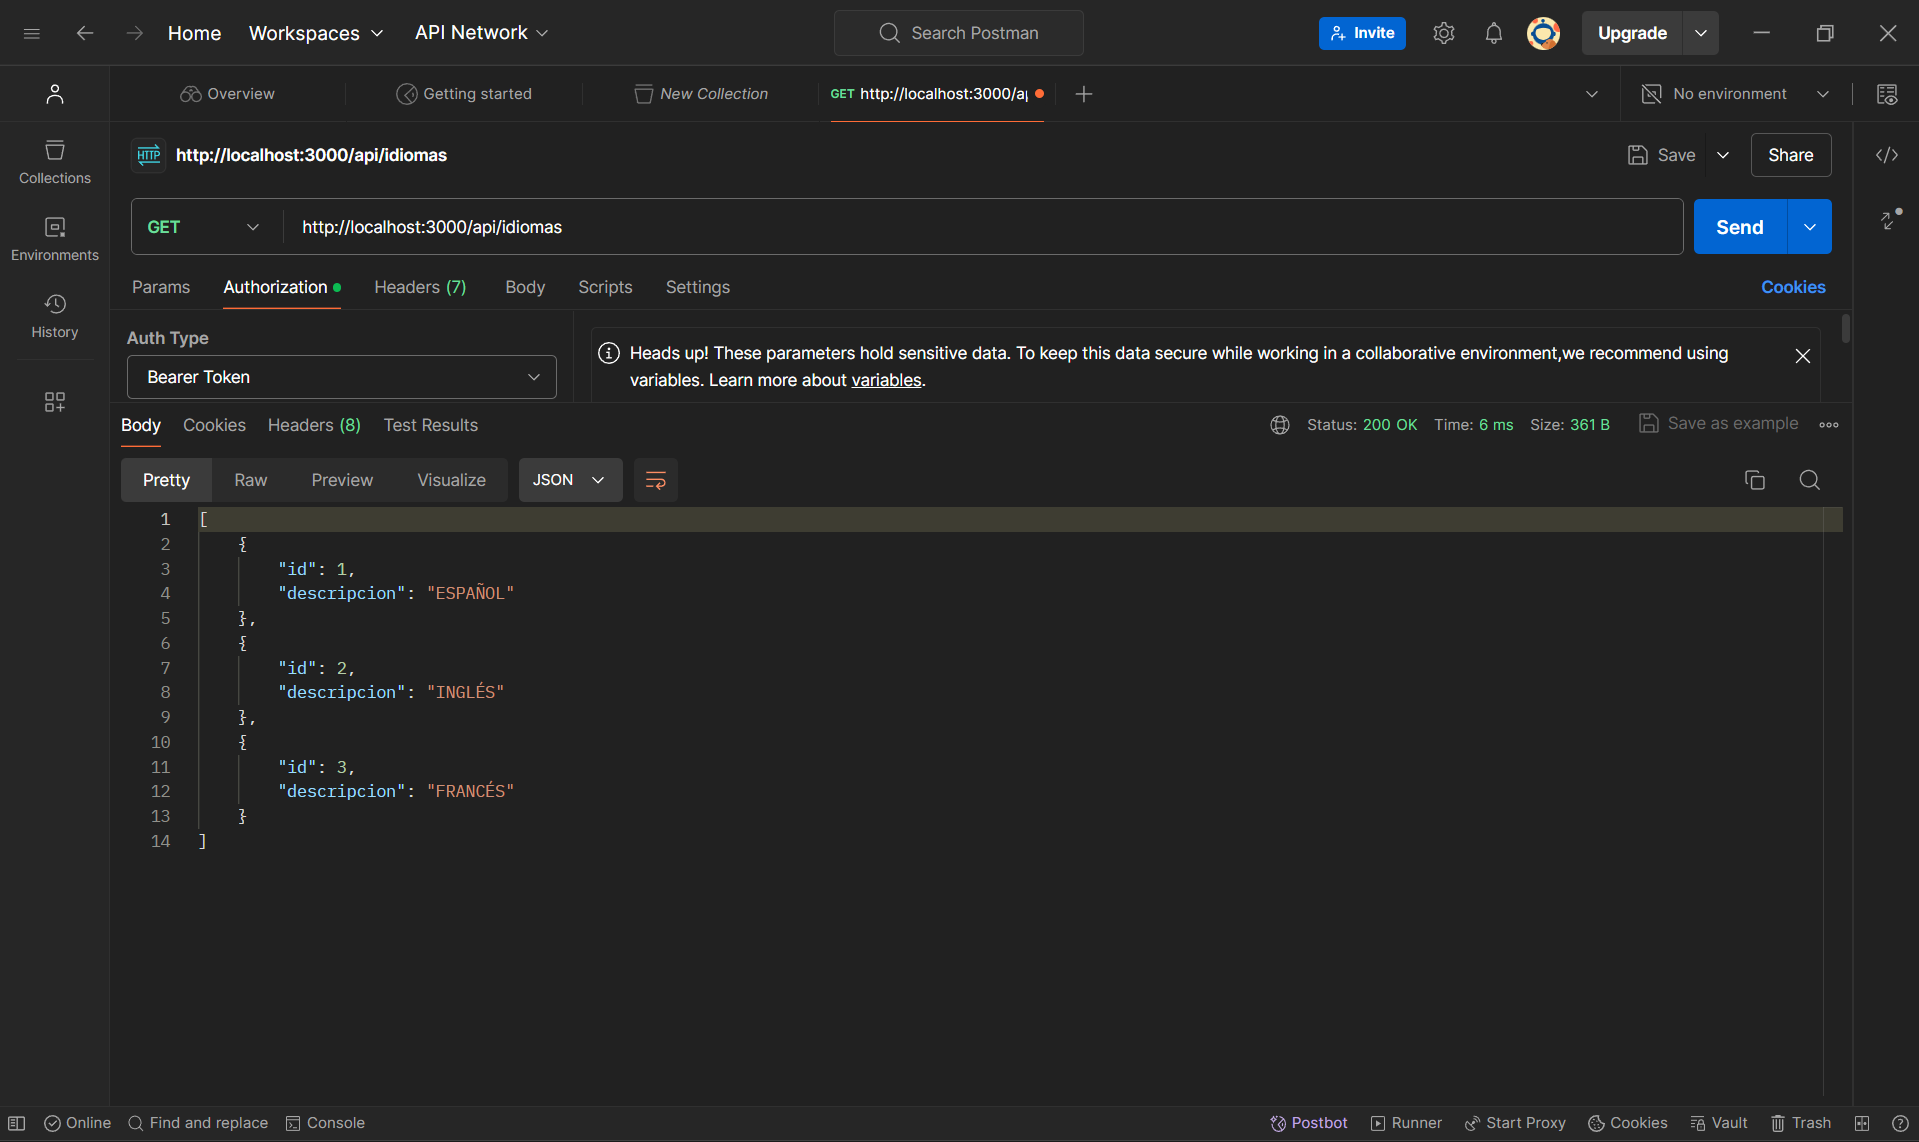 Home Workspaces API Network Search Postman Invite Upgrade
Overview Getting started New Collection GET http://localhost:3000/a No environment
http://localhost:3000/api/idiomas Save Share
Collections
GET http://localhost:3000/api/idiomas Send
Environments
Params Authorization Headers (7) Body Scripts Settings Cookies
History
Auth Type
Bearer Token
Heads up! These parameters hold sensitive data. To keep this data secure while working in a collaborative environment,we recommend using
variables. Learn more about variables.
Body Cookies Headers (8) Test Results Status: 200 OK Time: 6 ms Size: 361 B Save as example
Pretty Raw Preview Visualize JSON
1 [
2 {
3 "id": 1,
4 "descripcion": "ESPAÑOL"
5 },
6 {
7 "id": 2,
8 "descripcion": "INGLÉS"
9 },
10 {
11 "id": 3,
12 "descripcion": "FRANCÉS"
13 }
14 ]
Online Find and replace Console Postbot Runner Start Proxy Cookies Vault Trash